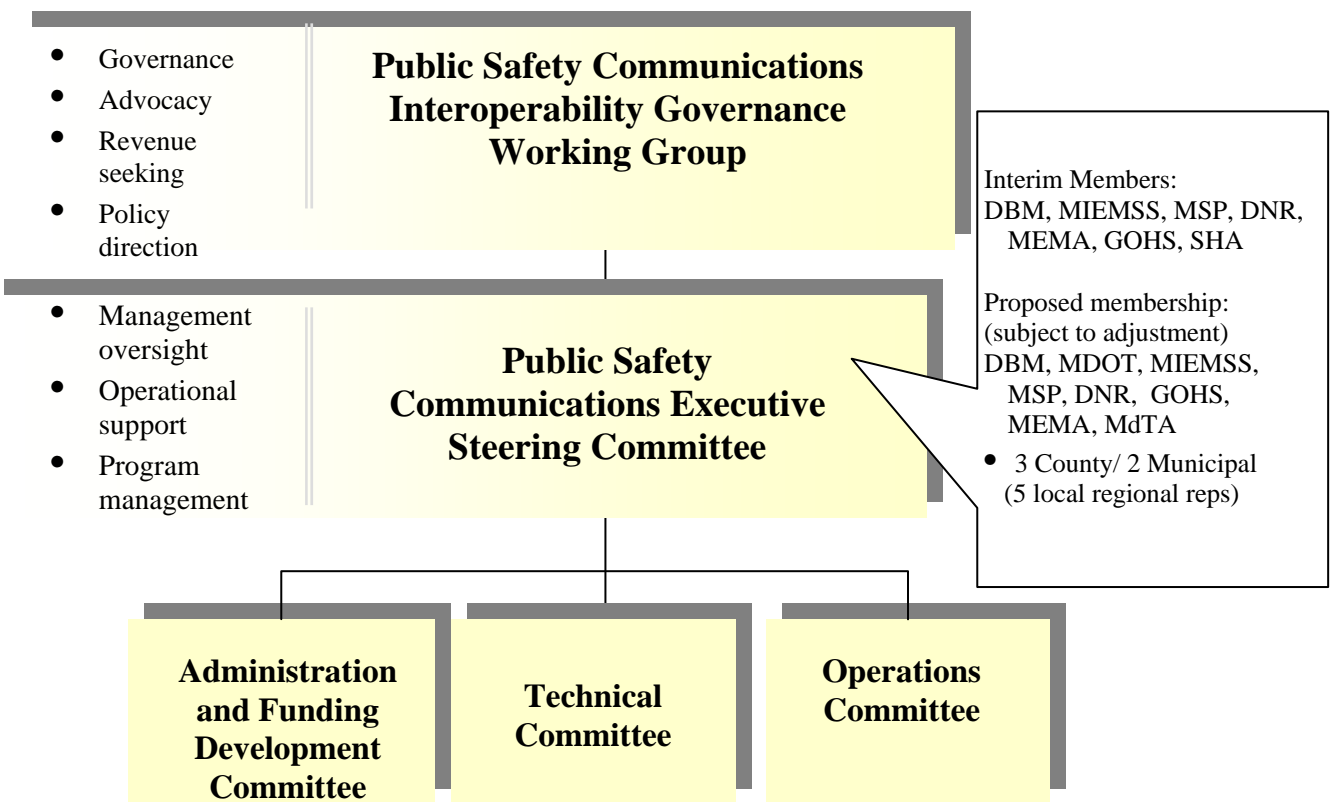 • Governance
• Advocacy
• Revenue
seeking
• Policy
direction
Public Safety Communications
Interoperability Governance
Working Group
• Management
oversight
• Operational
support
• Program
management
Public Safety
Communications Executive
Steering Committee
Interim Members:
DBM, MIEMSS, MSP, DNR,
MEMA, GOHS, SHA
Proposed membership:
(subject to adjustment)
DBM, MDOT, MIEMSS,
MSP, DNR, GOHS,
MEMA, MdTA
• 3 County/ 2 Municipal
(5 local regional reps)
Administration
and Funding
Development
Committee
Technical
Committee
Operations
Committee